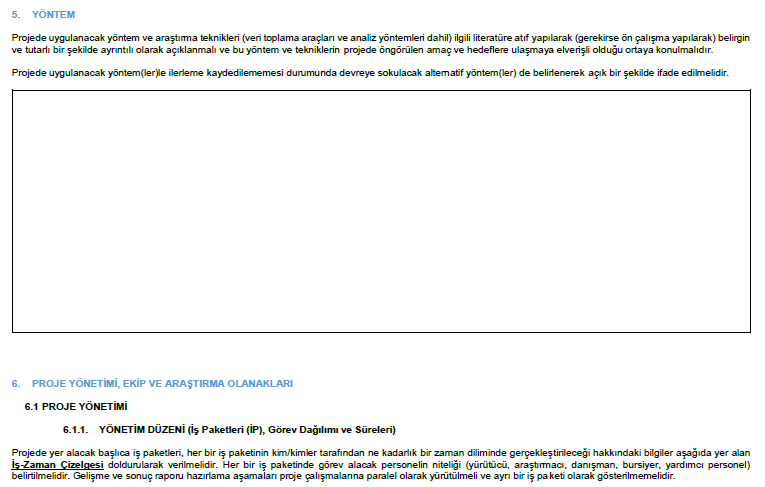 5. YÖNTEM
Projede uygulanacak yöntem ve araştırma teknikleri (veri toplama araçları ve analiz yöntemleri dahil) ilgili literatüre atıf yapılarak (gerekirse ön çalışma yapılarak) belirgin
ve tutarlı bir şekilde ayrıntılı olarak açıklanmalı ve bu yöntem ve tekniklerin projede öngörülen amaç ve hedeflere ulaşmaya elverişli olduğu ortaya konulmalıdır.
Projede uygulanacak yöntem(ler)le ilerleme kaydedilememesi durumunda devreye sokulacak alternatif yöntem(ler) de belirlenerek açık bir şekilde ifade edilmelidir.
6. PROJE YÖNETİMİ, EKİP VE ARAŞTIRMA OLANAKLARI
6.1 PROJE YÖNETİMİ
6.1.1. YÖNETİM DÜZENİ (İş Paketleri (İP), Görev Dağılımı ve Süreleri)
Projede yer alacak başlıca iş paketleri, her bir iş paketinin kim/kimler tarafından ne kadarlık bir zaman diliminde gerçekleştirileceği hakkındaki bilgiler aşağıda yer alan
İş-Zaman Çizelgesi doldurularak verilmelidir. Her bir iş paketinde görev alacak personelin niteliği (yürütücü, araştırmacı, danışman, bursiyer, yardımcı personel)
belirtilmelidir. Gelişme ve sonuç raporu hazırlama aşamaları proje çalışmalarına paralel olarak yürütülmeli ve ayrı bir iş paketi olarak gösterilmemelidir.